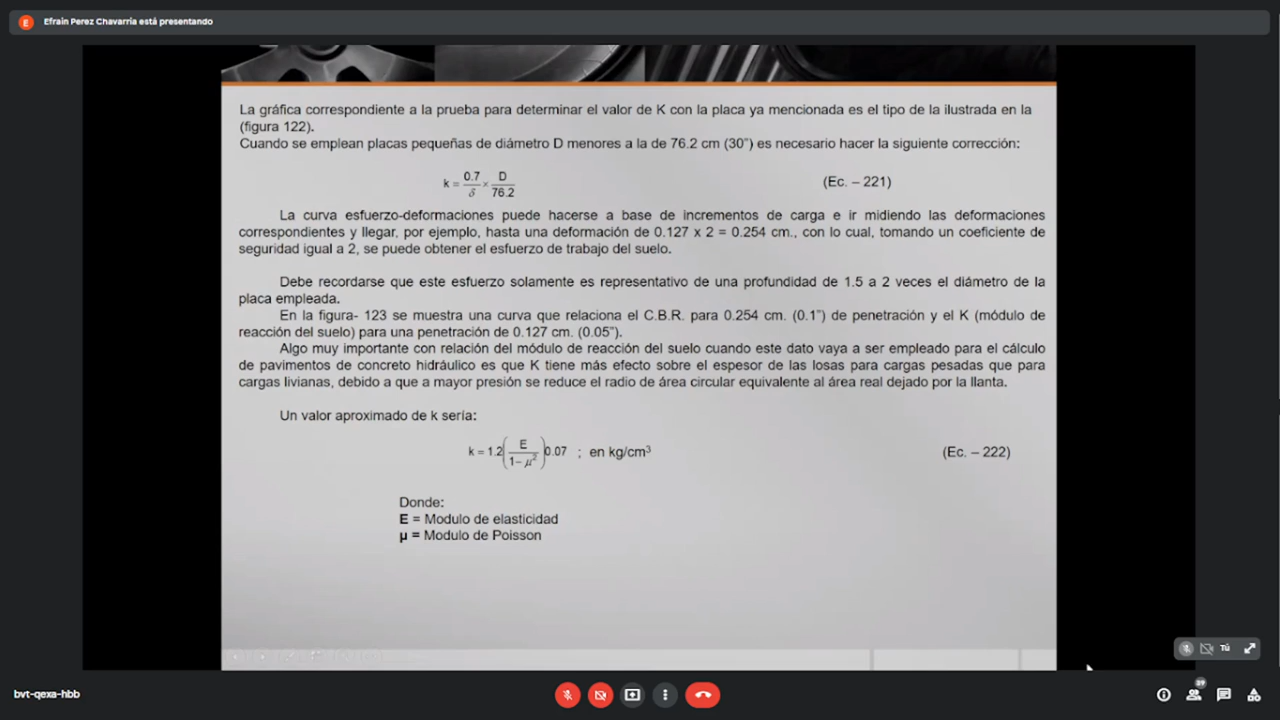 E Efrain Perez Chavarría está presentando
La gráfica correspondiente a la prueba para determinar el valor de K con la placa ya mencionada es el tipo de la ilustrada en la
(figura 122).
Cuando se emplean placas pequeñas de diámetro D menores a la de 76.2 cm (30”) es necesario hacer la siguiente corrección:
k = 0.7/δ × D/76.2 (Ec. – 221)
La curva esfuerzo-deformaciones puede hacerse a base de incrementos de carga e ir midiendo las deformaciones
correspondientes y llegar, por ejemplo, hasta una deformación de 0.127 x 2 = 0.254 cm., con lo cual, tomando un coeficiente de
seguridad igual a 2, se puede obtener el esfuerzo de trabajo del suelo.
Debe recordarse que este esfuerzo solamente es representativo de una profundidad de 1.5 a 2 veces el diámetro de la
placa empleada.
En la figura- 123 se muestra una curva que relaciona el C.B.R. para 0.254 cm. (0.1”) de penetración y el K (módulo de
reacción del suelo) para una penetración de 0.127 cm. (0.05”).
Algo muy importante con relación del módulo de reacción del suelo cuando este dato vaya a ser empleado para el cálculo
de pavimentos de concreto hidráulico es que K tiene más efecto sobre el espesor de las losas para cargas pesadas que para
cargas livianas, debido a que a mayor presión se reduce el radio de área circular equivalente al área real dejado por la llanta.
Un valor aproximado de k sería:
k = 1.2(E/1− μ²)0.07 ; en kg/cm³ (Ec. – 222)
Donde:
E = Modulo de elasticidad
μ = Modulo de Poisson
Tú
bvt-qexa-hbb
39